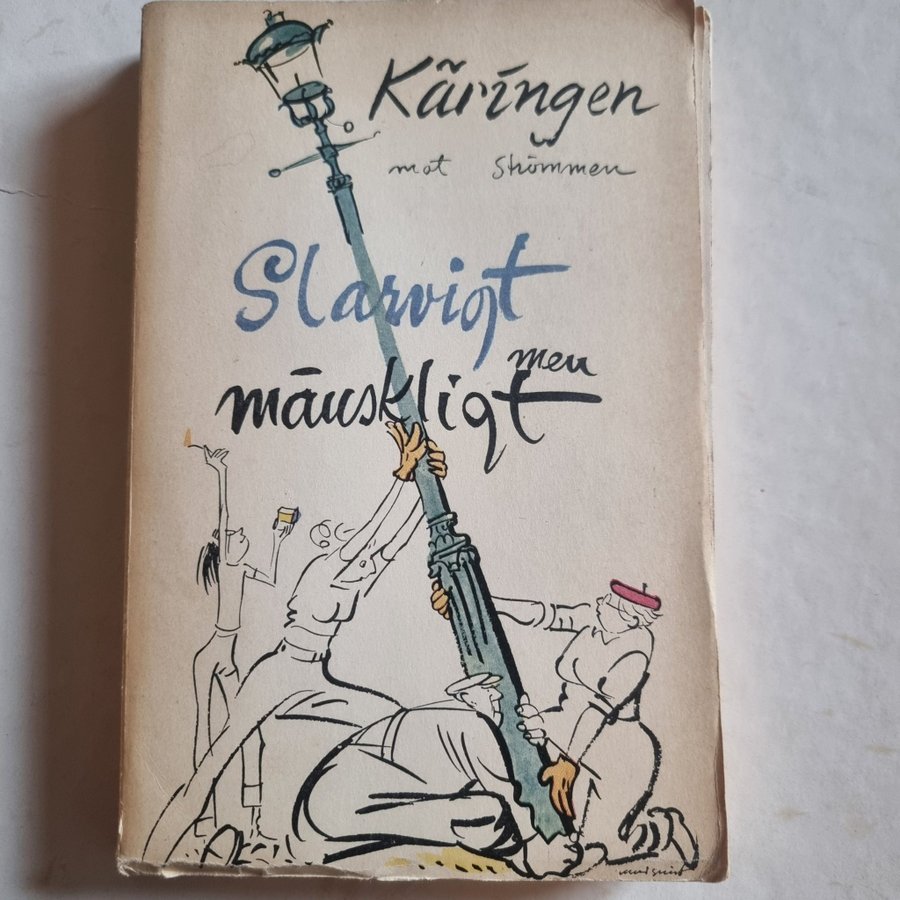 Käringen
mot Strömmen
Slarvigt
men
mänskligt